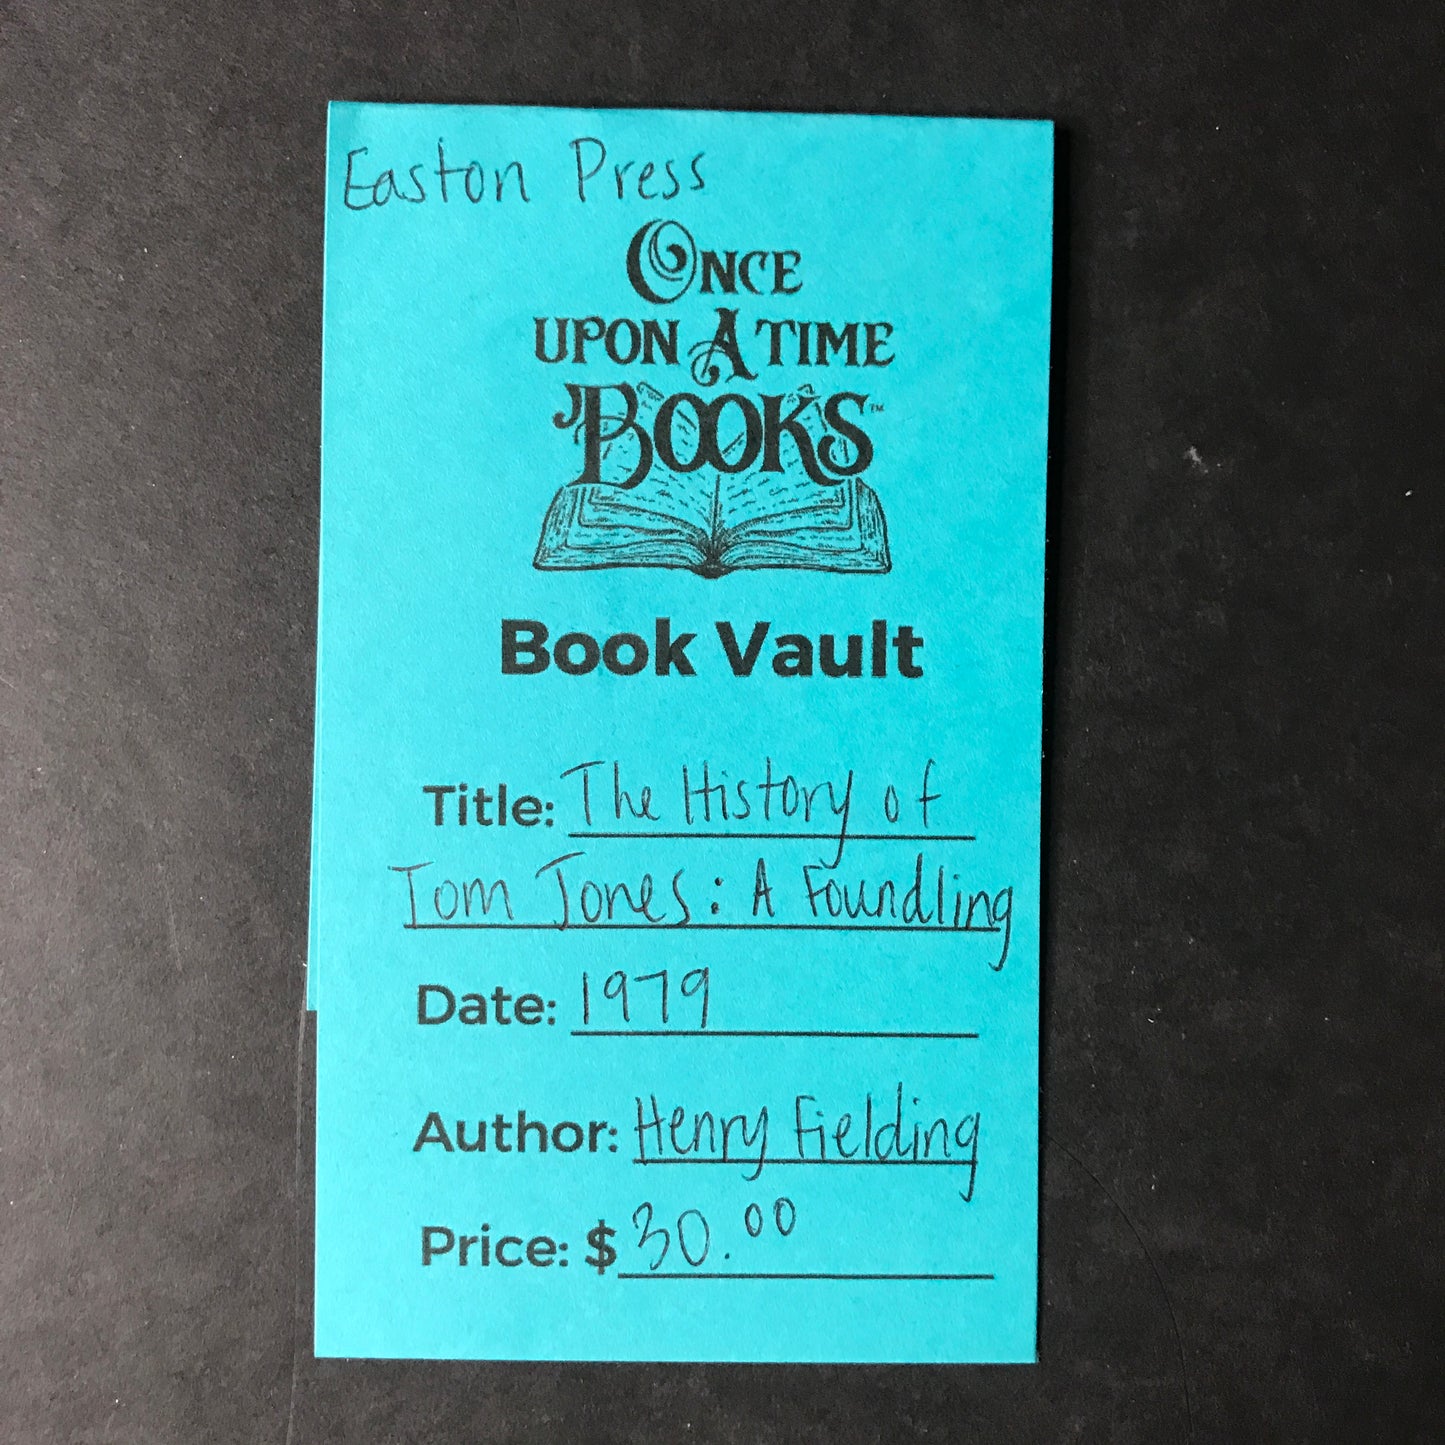 Easton Press
ONCE
UPON A TIME
BOOKS™
Book Vault
Title: The History of
Tom Jones: A Foundling
Date: 1979
Author: Henry Fielding
Price: $30.00